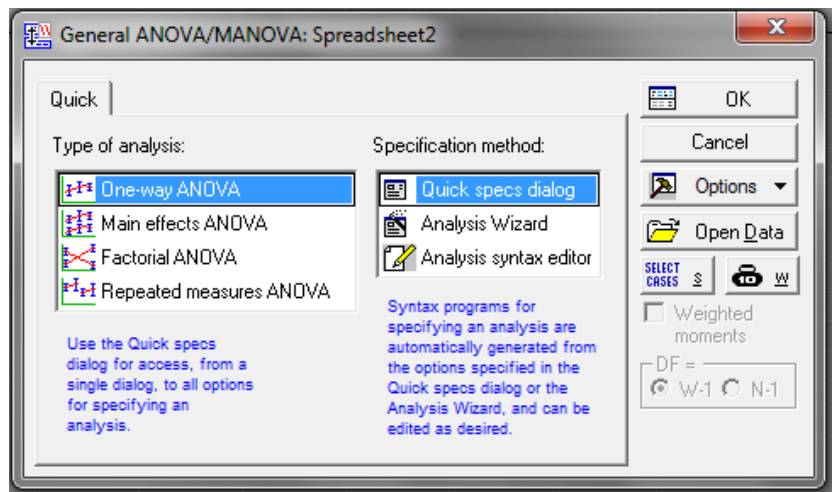 General ANOVA/MANOVA: Spreadsheet2
Quick
Type of analysis:
One-way ANOVA
Main effects ANOVA
Factorial ANOVA
Repeated measures ANOVA
Use the Quick specs
dialog for access, from a
single dialog, to all options
for specifying an
analysis.
Specification method:
Quick specs dialog
Analysis Wizard
Analysis syntax editor
Syntax programs for
specifying an analysis are
automatically generated from
the options specified in the
Quick specs dialog or the
Analysis Wizard, and can be
edited as desired.
OK
Cancel
Options
Open Data
SELECT
CASES S
W
Weighted
moments
DF =
W-1 N-1